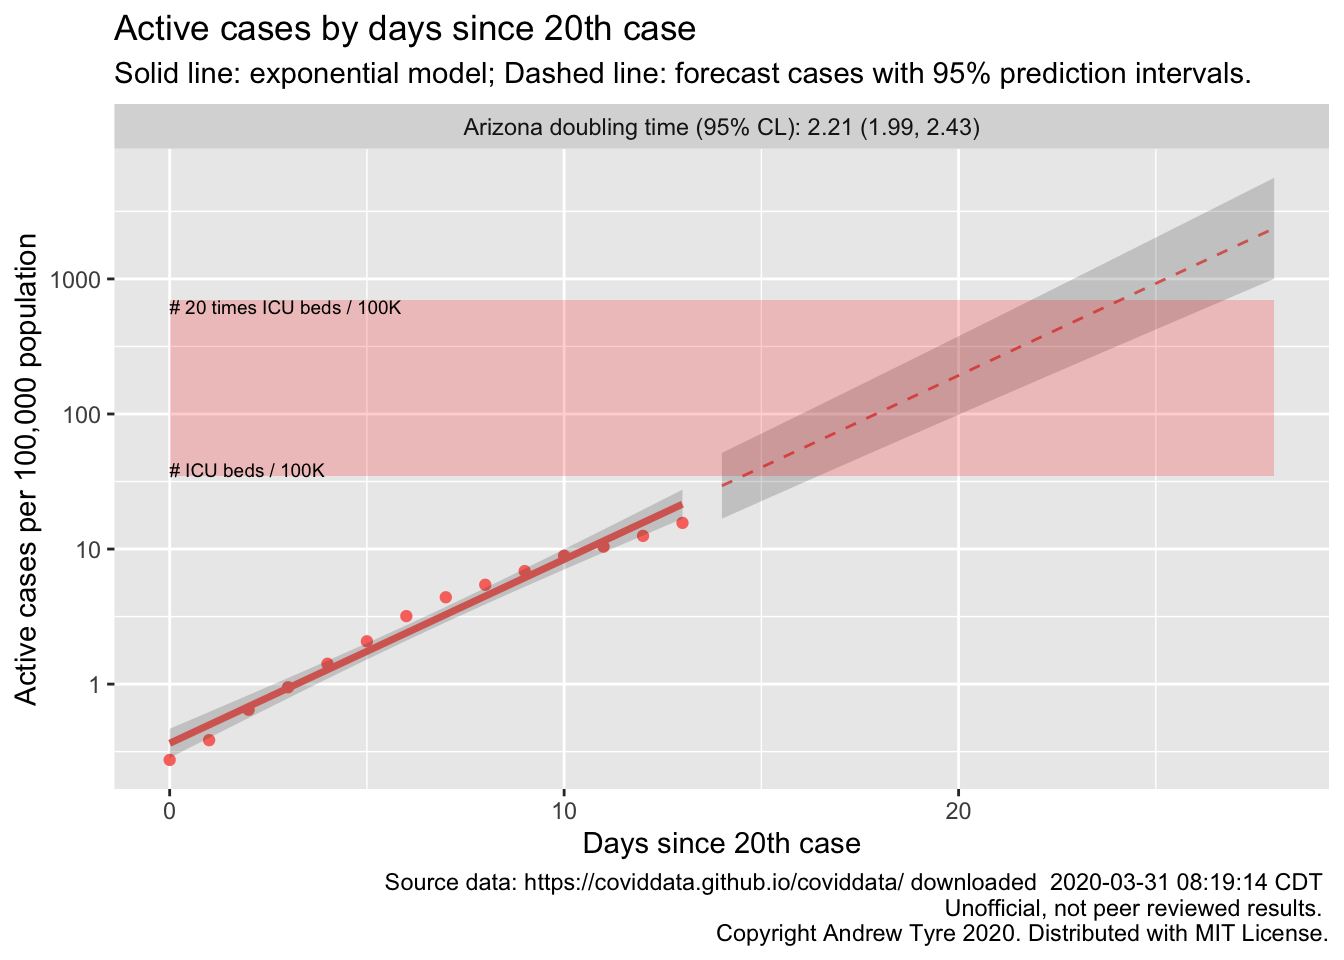 Active cases by days since 20th case
Solid line: exponential model; Dashed line: forecast cases with 95% prediction intervals.
Arizona doubling time (95% CL): 2.21 (1.99, 2.43)
Active cases per 100,000 population
1000
100
10
1
# 20 times ICU beds / 100K
# ICU beds / 100K
0
10
20
Days since 20th case
Source data: https://coviddata.github.io/coviddata/ downloaded  2020-03-31 08:19:14 CDT
Unofficial, not peer reviewed results.
Copyright Andrew Tyre 2020. Distributed with MIT License.